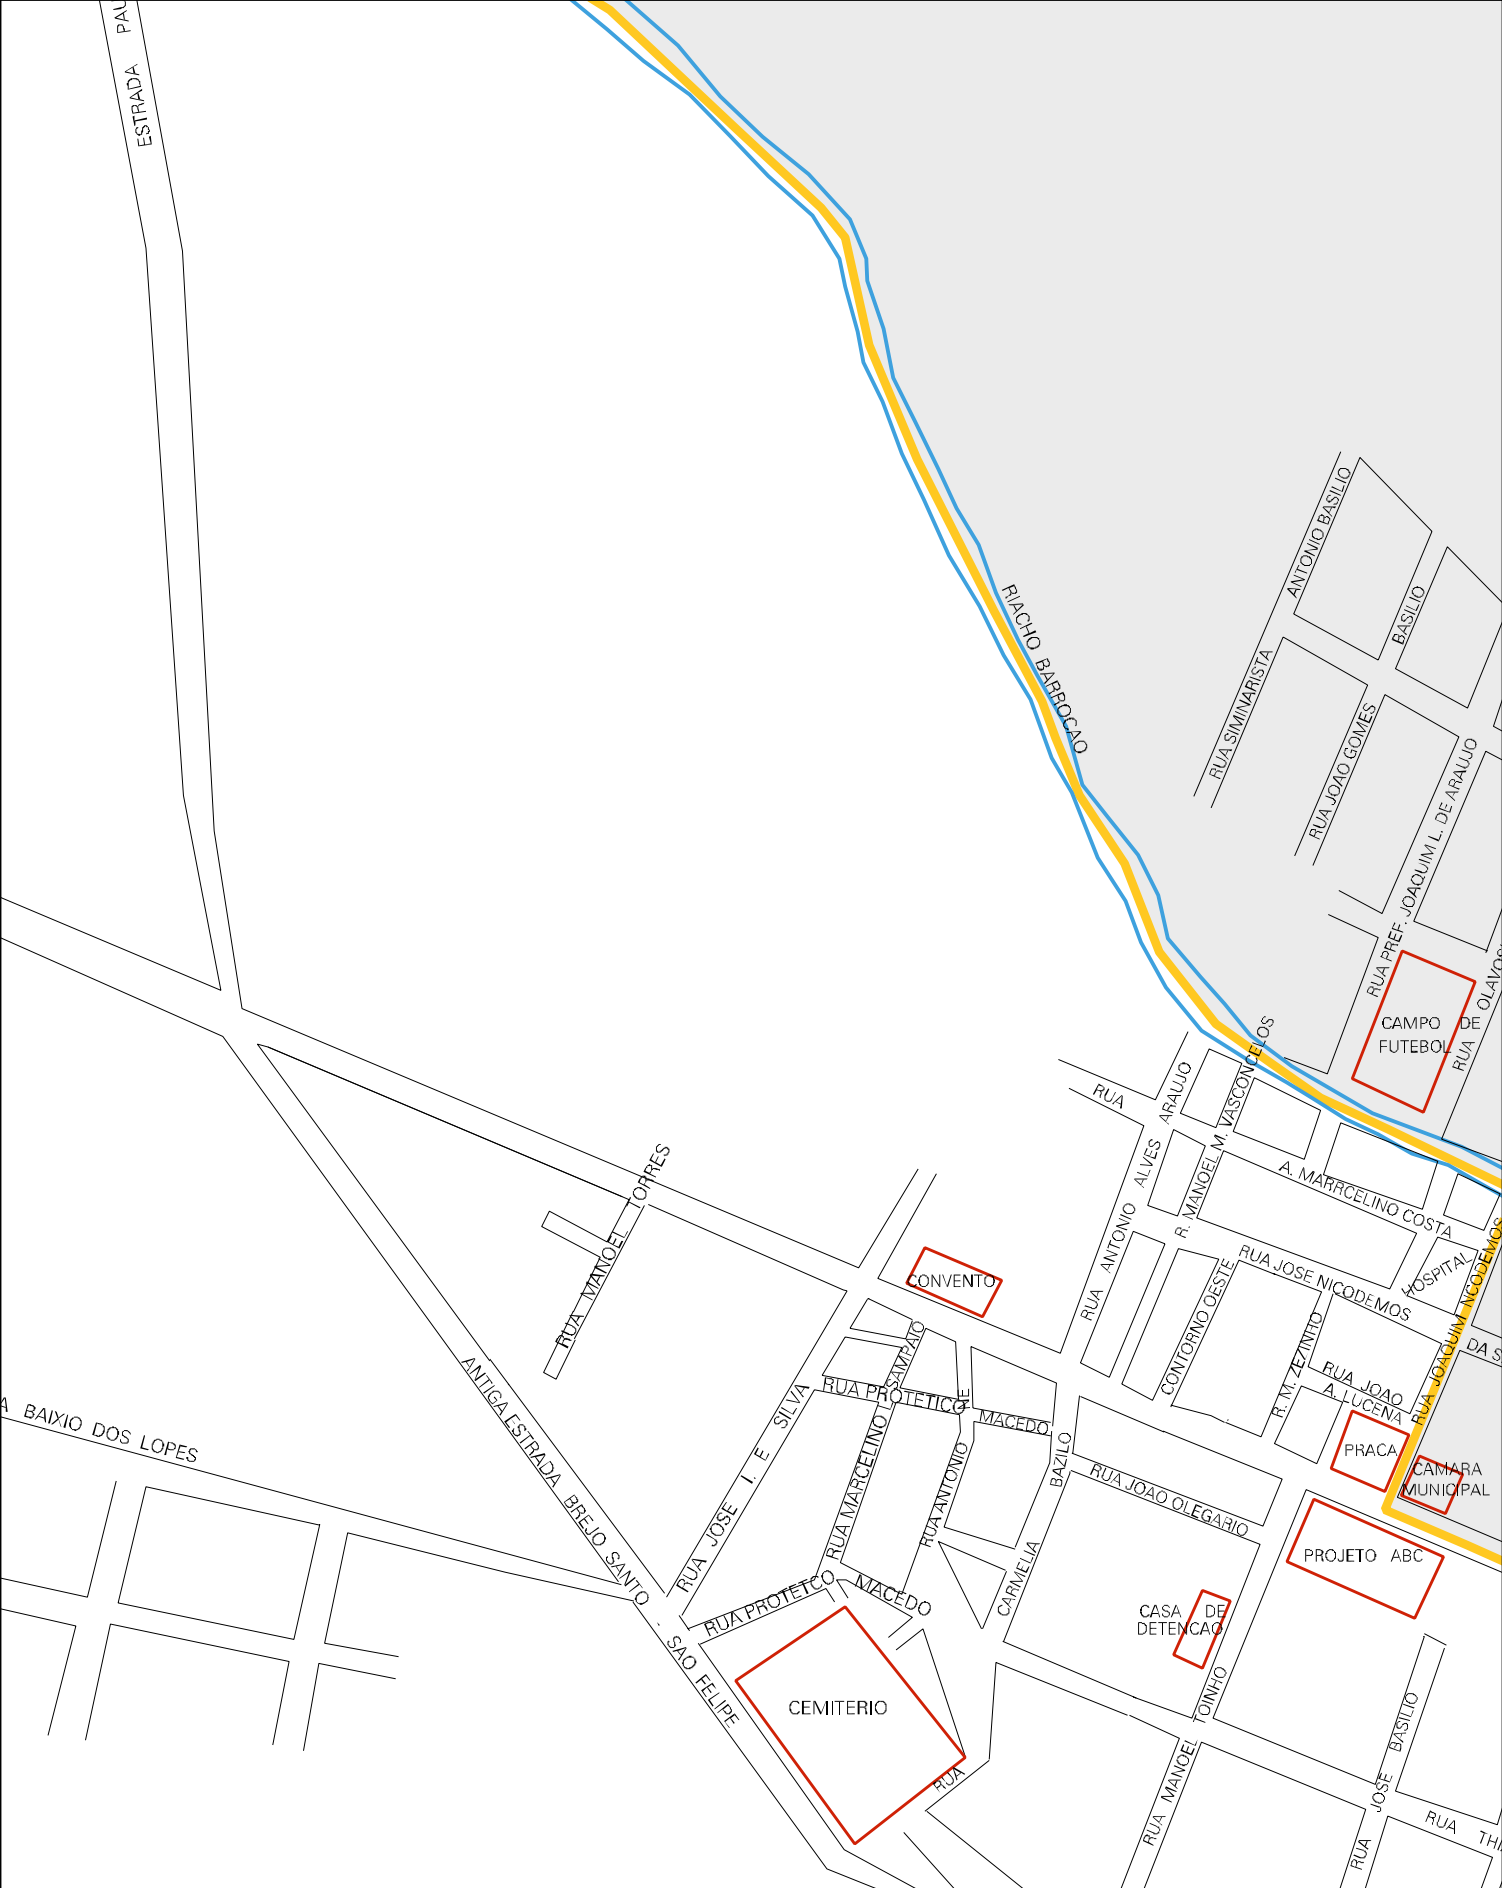 ESTRADA PAU
RIACHO BARROCAO
ANTONIO BASILIO
BASILIO
RUA SIMINARISTA
RUA JOAO GOMES
RUA PREF. JOAQUIM L. DE ARAUJO
CAMPO DE
FUTEBOL
RUA OLAVO
RUA
RUA ANTONIO ALVES ARAUJO
R. MANOEL M. VASCONCELOS
A. MARRCELINO COSTA
RUA JOSE NICODEMOS
HOSPITAL
RUA JOAQUIM NCODEMOS
DA S
CONTORNO OESTE
R. M. ZEZINHO
RUA JOAO
A. LUCENA
PRACA
CAMARA
MUNICIPAL
PROJETO ABC
CONVENTO
RUA MANOEL TORRES
RUA PROTETICO MACEDO
RUA MARCELINO SAMPAIO
RUA ANTONIO NE
RUA JOSE I. E SILVA
CARMELIA BAZILO
RUA JOAO OLEGARIO
ANTIGA ESTRADA BREJO SANTO - SAO FELIPE
A BAIXIO DOS LOPES
RUA PROTETCO MACEDO
CASA DE
DETENCAO
CEMITERIO
RUA
RUA MANOEL TOINHO
RUA JOSE BASILIO
RUA THI